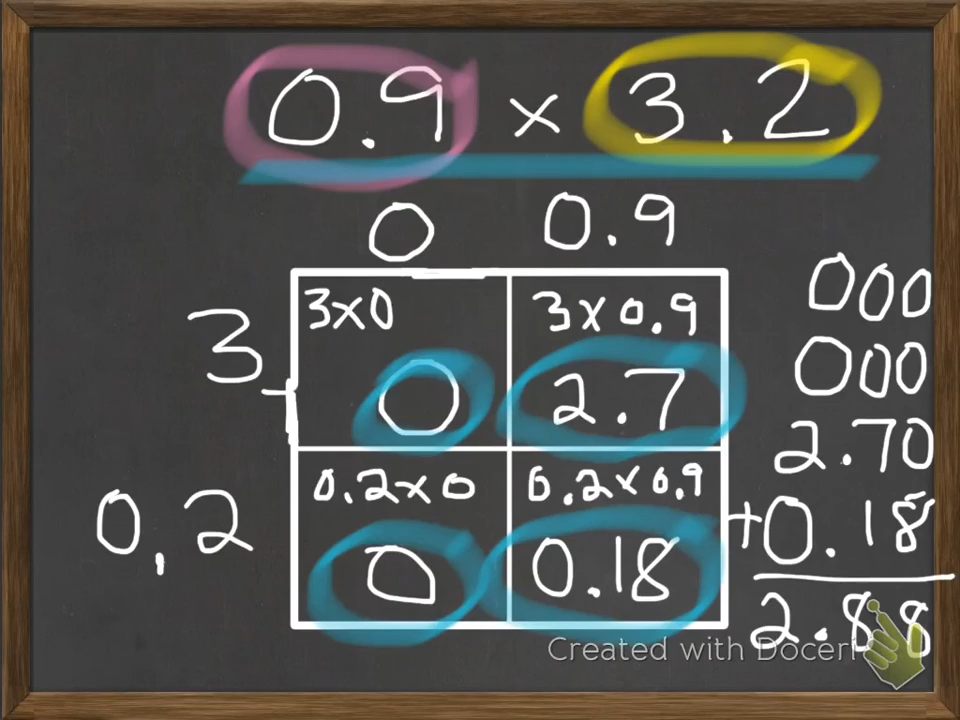 0.9 x 3.2
0 0.9
3
3x0 3x0.9
0 2.7
0,2
0.2x0 0.2x0.9
0 0.18
000
000
2.70
+0.18
2.88
Created with Doceri